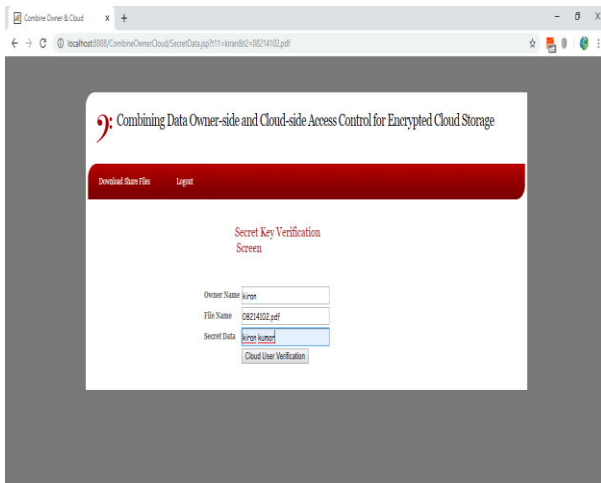 Combine Owner & Cloud
localhost:8888/CombineOwnerCloud/SecretData.jsp?t11=kiran&t2=08214102.pdf
Combining Data Owner-side and Cloud-side Access Control for Encrypted Cloud Storage
Download Share Files Logout
Secret Key Verification
Screen
Owner Name kiran
File Name 08214102.pdf
Secret Data kiran kumar
Cloud User Verification